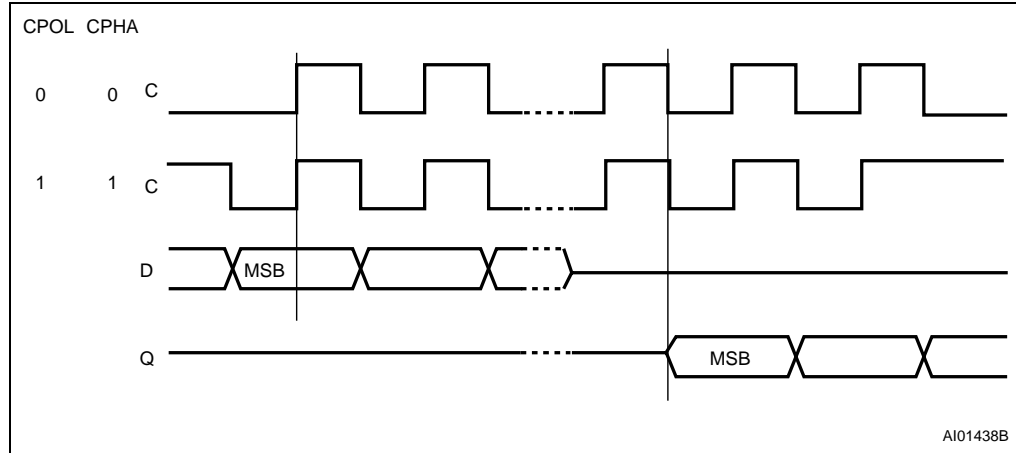 CPOL CPHA
0 0 C
1 1 C
D MSB
Q MSB
AI01438B